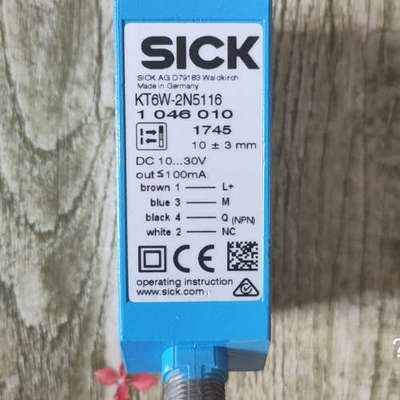 SICK
SICK AG D79183 Waldkirch
Made in Germany
KT6W-2N5116
1 046 010
1745
10 ± 3 mm
DC 10...30V
out ≤ 100mA
brown 1 L+
blue 3 M
black 4 Q (NPN)
white 2 NC
CE
operating instruction
www.sick.com